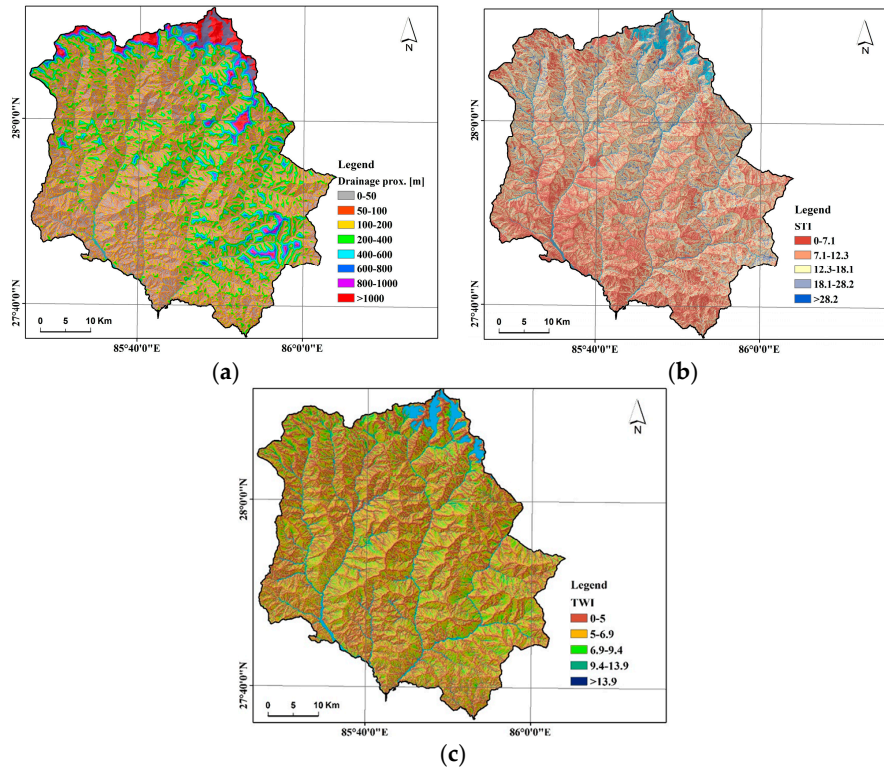 N
28°0'0"N
27°40'0"N
Legend
Drainage prox. [m]
0-50
50-100
100-200
200-400
400-600
600-800
800-1000
>1000
0 5 10 Km
85°40'0"E 86°0'0"E
(a)
N
28°0'0"N
27°40'0"N
Legend
STI
0-7.1
7.1-12.3
12.3-18.1
18.1-28.2
>28.2
0 5 10 Km
85°40'0"E 86°0'0"E
(b)
N
28°0'0"N
27°40'0"N
Legend
TWI
0-5
5-6.9
6.9-9.4
9.4-13.9
>13.9
0 5 10 Km
85°40'0"E 86°0'0"E
(c)